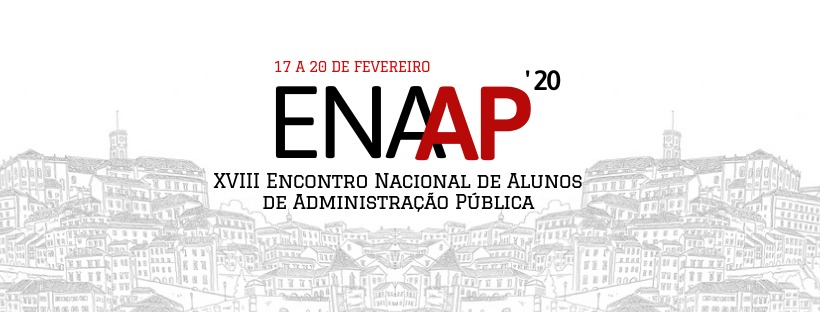 17 A 20 DE FEVEREIRO
ENAAP '20
XVIII ENCONTRO NACIONAL DE ALUNOS
DE ADMINISTRAÇÃO PÚBLICA